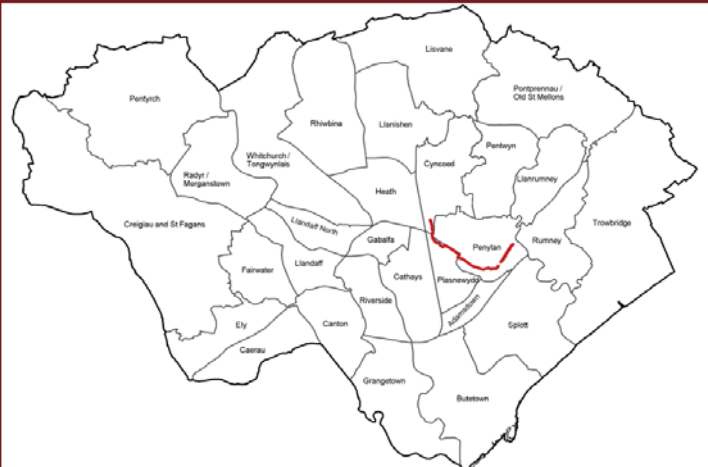 Lisvane
Pontprennau /
Old St Mellons
Pentyrch
Rhiwbina
Llanishen
Pentwyn
Whitchurch /
Tongwynlais
Cyncoed
Radyr /
Morganstown
Heath
Llanrumney
Creigiau and St Fagans
Llandaff North
Gabalfa
Penylan
Rumney
Trowbridge
Fairwater
Llandaff
Cathays
Plasnewydd
Riverside
Adamsdown
Ely
Canton
Splott
Caerau
Grangetown
Butetown